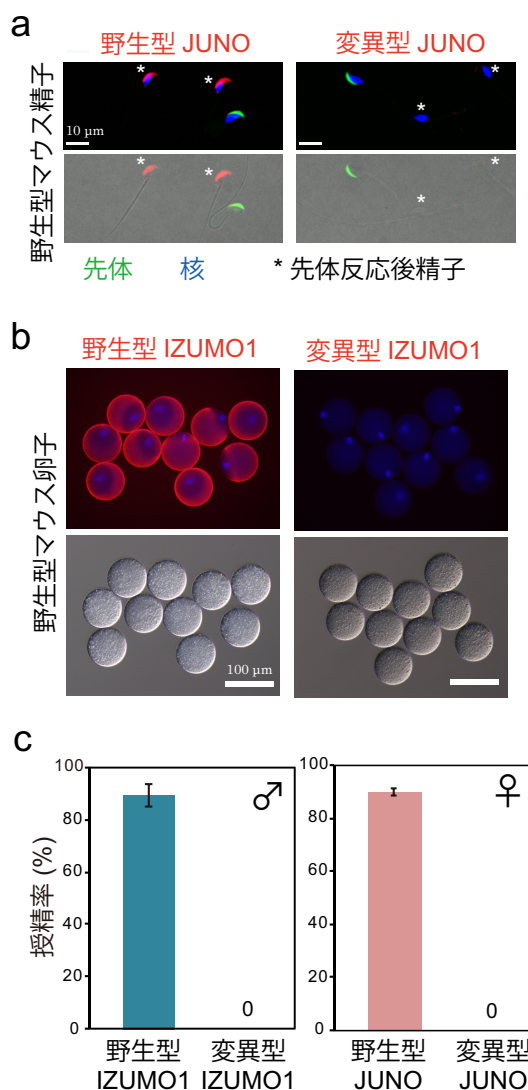 a
野生型 JUNO
変異型 JUNO
野生型マウス精子
* * * *
10 µm
* * * *
先体 核 * 先体反応後精子
b
野生型 IZUMO1
変異型 IZUMO1
野生型マウス卵子
100 µm
c
授精率 (%)
100
80
60
40
20
0
♂
0
野生型 IZUMO1
変異型 IZUMO1
100
80
60
40
20
0
♀
0
野生型 JUNO
変異型 JUNO